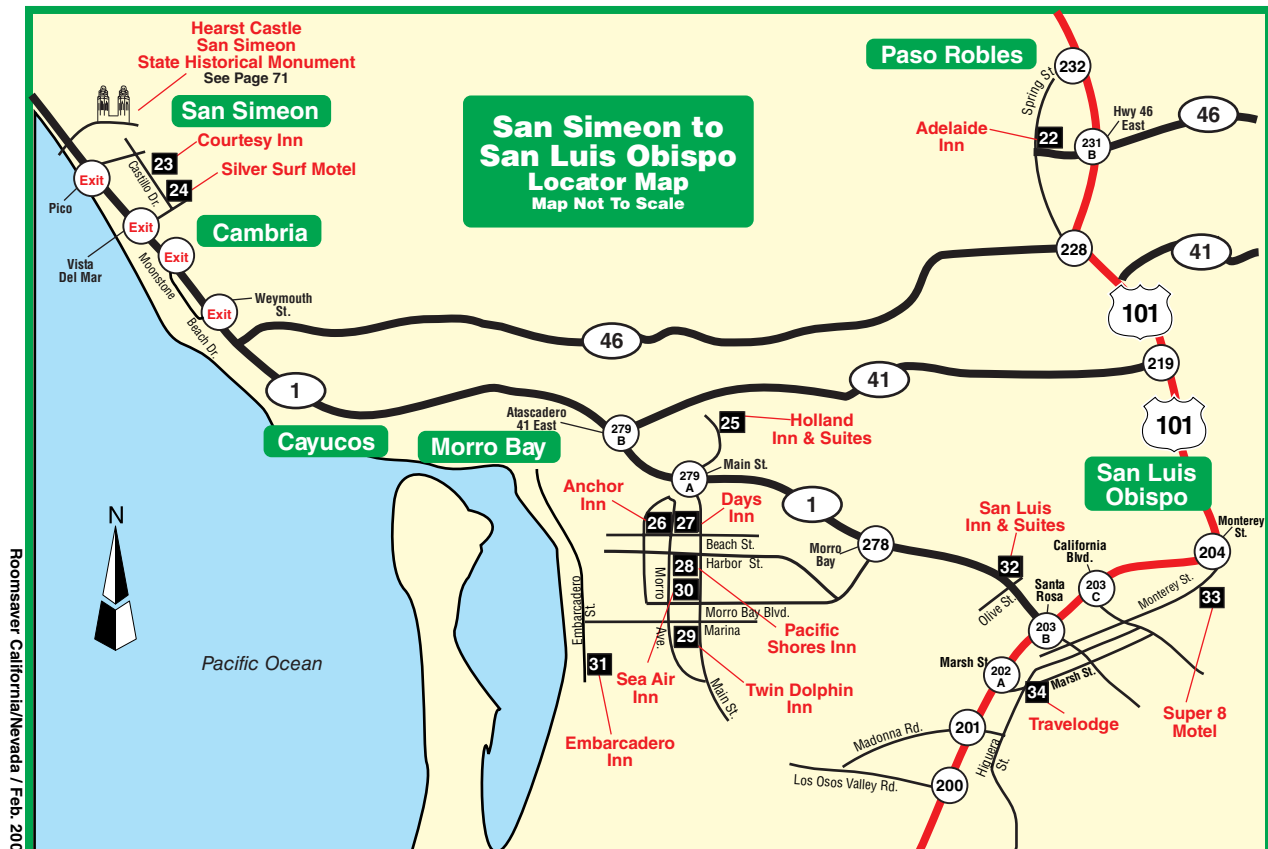 Hearst Castle
San Simeon
State Historical Monument
See Page 71
San Simeon
23
Courtesy Inn
24
Silver Surf Motel
Castillo Dr.
Exit
Pico
Exit
Vista
Del Mar
Cambria
Exit
Moonstone
Beach Dr.
Exit
Weymouth
St.
San Simeon to
San Luis Obispo
Locator Map
Map Not To Scale
Paso Robles
232
Spring St.
Adelaide
Inn
22
231
B
Hwy 46
East
46
228
41
101
46
219
41
101
1
Cayucos
Morro Bay
Atascadero
41 East
279
B
25
Holland
Inn & Suites
279
A
Main St.
1
278
Morro
Bay
Anchor
Inn
26
27
Days
Inn
Beach St.
28
Harbor St.
30
Morro
Ave.
Morro Bay Blvd.
29
Marina
Pacific
Shores Inn
Sea Air
Inn
Twin Dolphin
Inn
Main St.
Embarcadero
St.
31
Embarcadero
Inn
San Luis
Obispo
San Luis
Inn & Suites
32
Olive St.
California
Blvd.
203
C
Santa
Rosa
203
B
Monterey
St.
204
Monterey St.
33
Super 8
Motel
Marsh St.
202
A
Marsh St.
34
Travelodge
201
Madonna Rd.
Higuera
St.
Los Osos Valley Rd.
200
N
Pacific Ocean
Roomsaver California/Nevada / Feb.